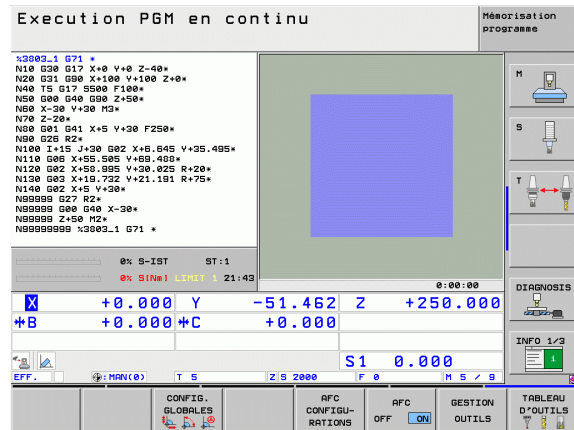 Execution PGM en continu
Mémorisation
programme
%3803_1 G71 *
N10 G30 G17 X+0 Y+0 Z-40*
N20 G31 G90 X+100 Y+100 Z+0*
N40 T5 G17 S500 F100*
N50 G00 G40 G90 Z+50*
N60 X-30 Y+30 M3*
N70 Z-20*
N80 G01 G41 X+5 Y+30 F250*
N90 G26 R2*
N100 I+15 J+30 G02 X+6.645 Y+35.495*
N110 G06 X+55.505 Y+69.488*
N120 G02 X+58.995 Y+30.025 R+20*
N130 G03 X+19.732 Y+21.191 R+75*
N140 G02 X+5 Y+30*
N99999 G27 R2*
N99999 G00 G40 X-30*
N99999 Z+50 M2*
N99999999 %3803_1 G71 *
0% S-IST ST:1
0% S[Nm] LIMIT 1 21:43
0:00:00
X +0.000 Y -51.462 Z +250.000
B +0.000 C +0.000
S1 0.000
EFF. MAN(0) T 5 Z S 2000 F 0 M 5 / 9
M
S
T
DIAGNOSIS
INFO 1/3
CONFIG.
GLOBALES
AFC
CONFIGU-
RATIONS
AFC
OFF ON
GESTION
OUTILS
TABLEAU
D'OUTILS